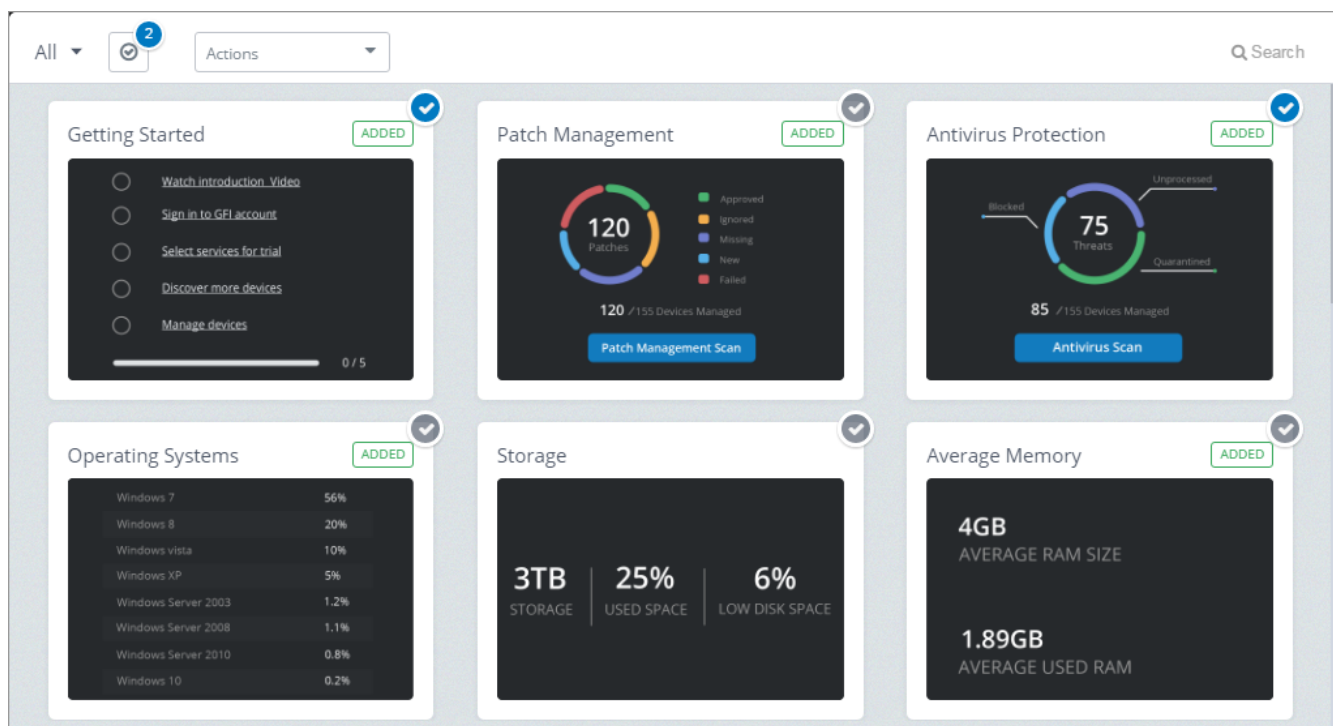 All
2
Actions
Search
Getting Started
ADDED
Watch introduction Video
Sign in to GFI account
Select services for trial
Discover more devices
Manage devices
0 / 5
Patch Management
ADDED
120
Patches
Approved
Ignored
Missing
New
Failed
120 /155 Devices Managed
Patch Management Scan
Antivirus Protection
ADDED
Unprocessed
Blocked
75
Threats
Quarantined
85 /155 Devices Managed
Antivirus Scan
Operating Systems
ADDED
Windows 7 56%
Windows 8 20%
Windows vista 10%
Windows XP 5%
Windows Server 2003 1.2%
Windows Server 2008 1.1%
Windows Server 2010 0.8%
Windows 10 0.2%
Storage
3TB 25% 6%
STORAGE USED SPACE LOW DISK SPACE
Average Memory
ADDED
4GB
AVERAGE RAM SIZE
1.89GB
AVERAGE USED RAM